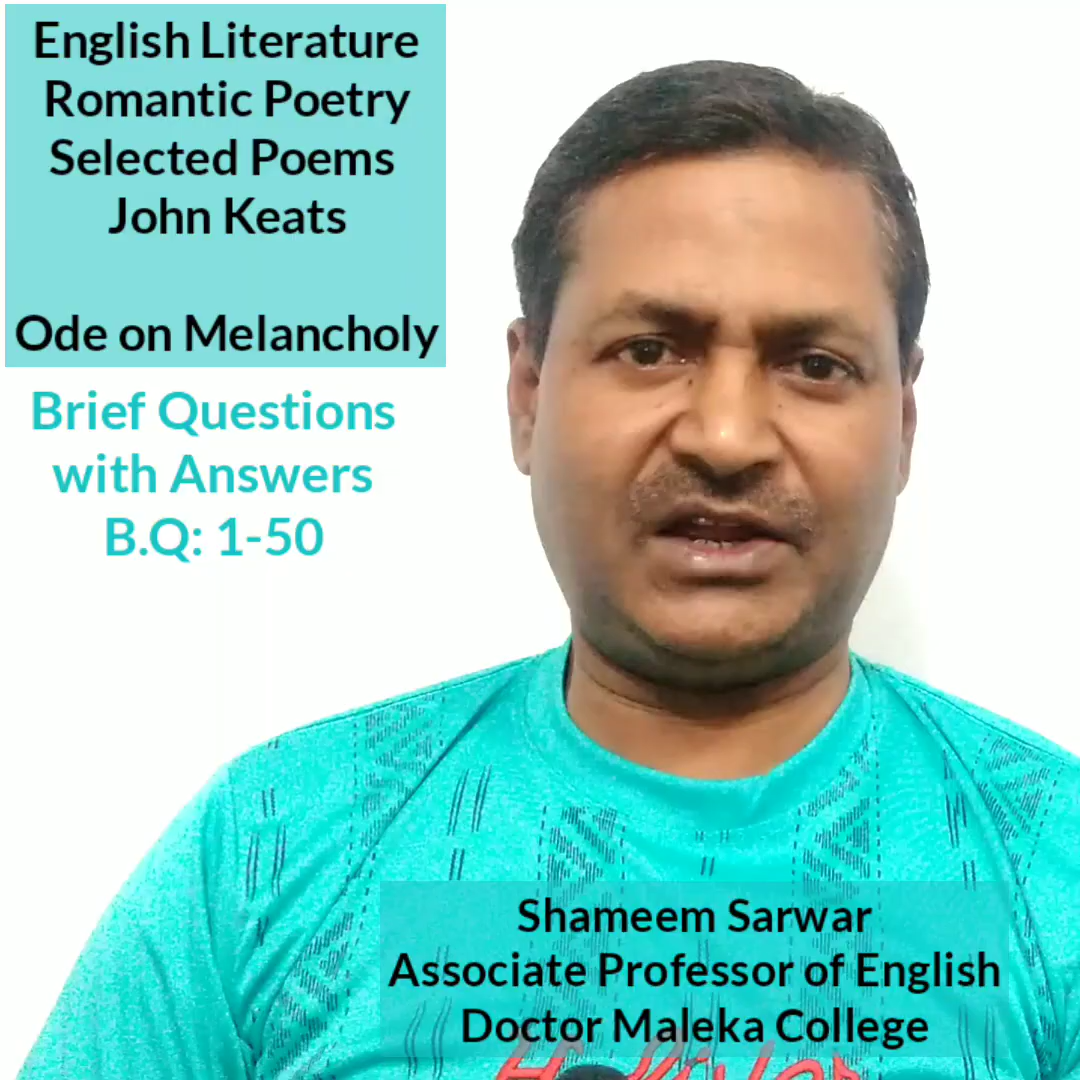 English Literature
Romantic Poetry
Selected Poems
John Keats
Ode on Melancholy
Brief Questions
with Answers
B.Q: 1-50
Shameem Sarwar
Associate Professor of English
Doctor Maleka College